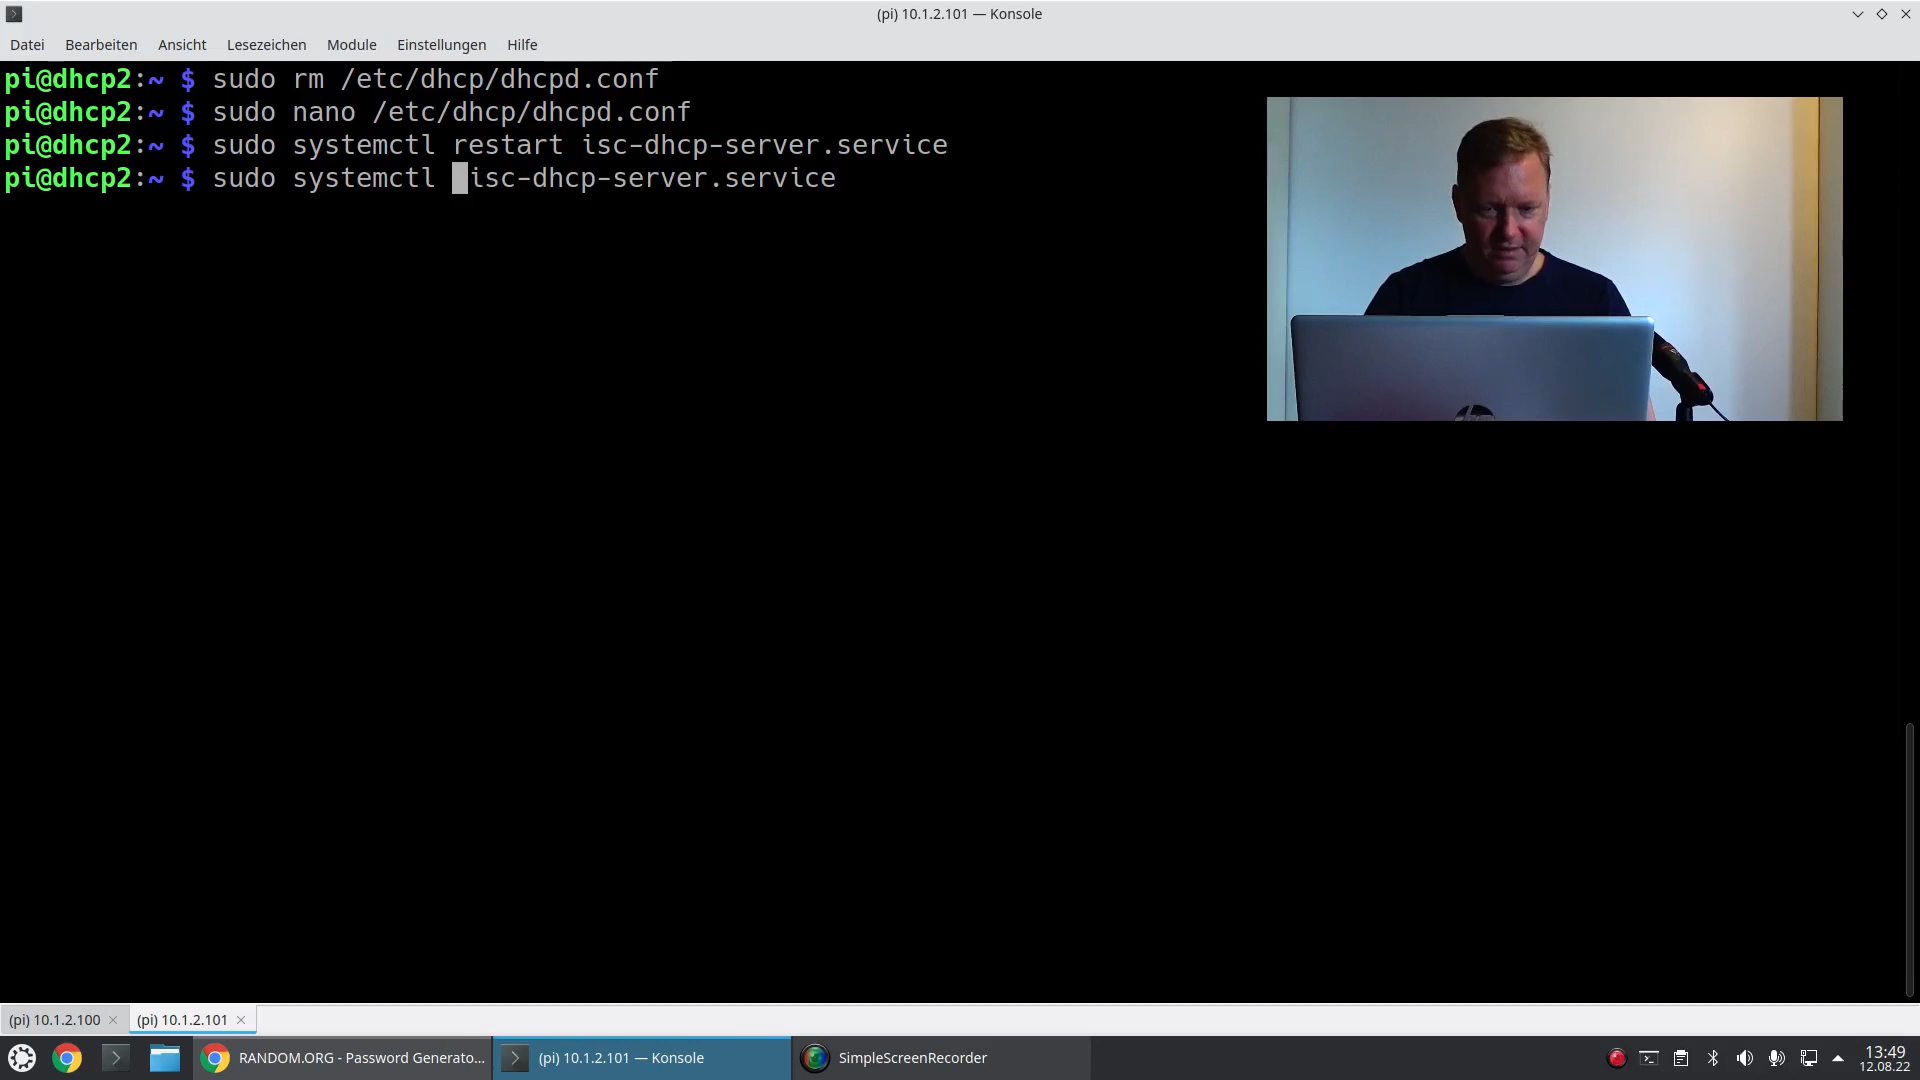 (pi) 10.1.2.101 — Konsole
Datei Bearbeiten Ansicht Lesezeichen Module Einstellungen Hilfe
pi@dhcp2:~ $ sudo rm /etc/dhcp/dhcpd.conf
pi@dhcp2:~ $ sudo nano /etc/dhcp/dhcpd.conf
pi@dhcp2:~ $ sudo systemctl restart isc-dhcp-server.service
pi@dhcp2:~ $ sudo systemctl isc-dhcp-server.service
hp
(pi) 10.1.2.100 (pi) 10.1.2.101
RANDOM.ORG - Password Generato... (pi) 10.1.2.101 — Konsole SimpleScreenRecorder 13:49
12.08.22